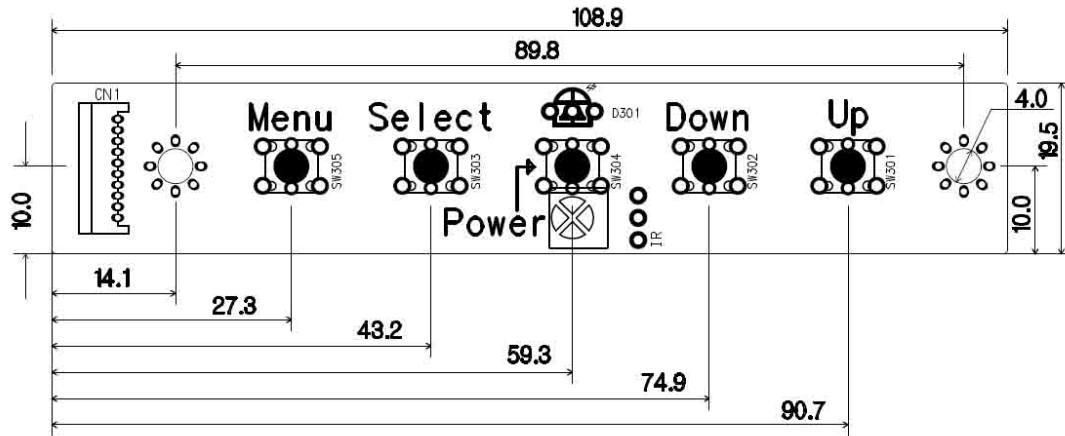 108.9
89.8
CN1
D301
Menu
Select
Down
Up
4.0
19.5
SW305
SW303
SW304
SW302
SW301
10.0
Power
IR
10.0
14.1
27.3
43.2
59.3
74.9
90.7